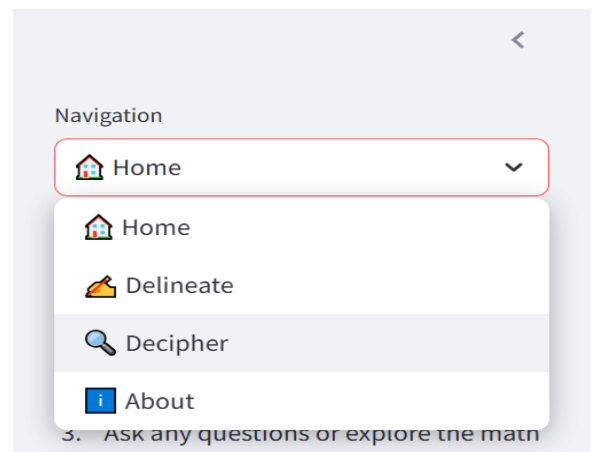 Navigation
Home
Home
Delineate
Decipher
i About
3. Ask any questions or explore the math